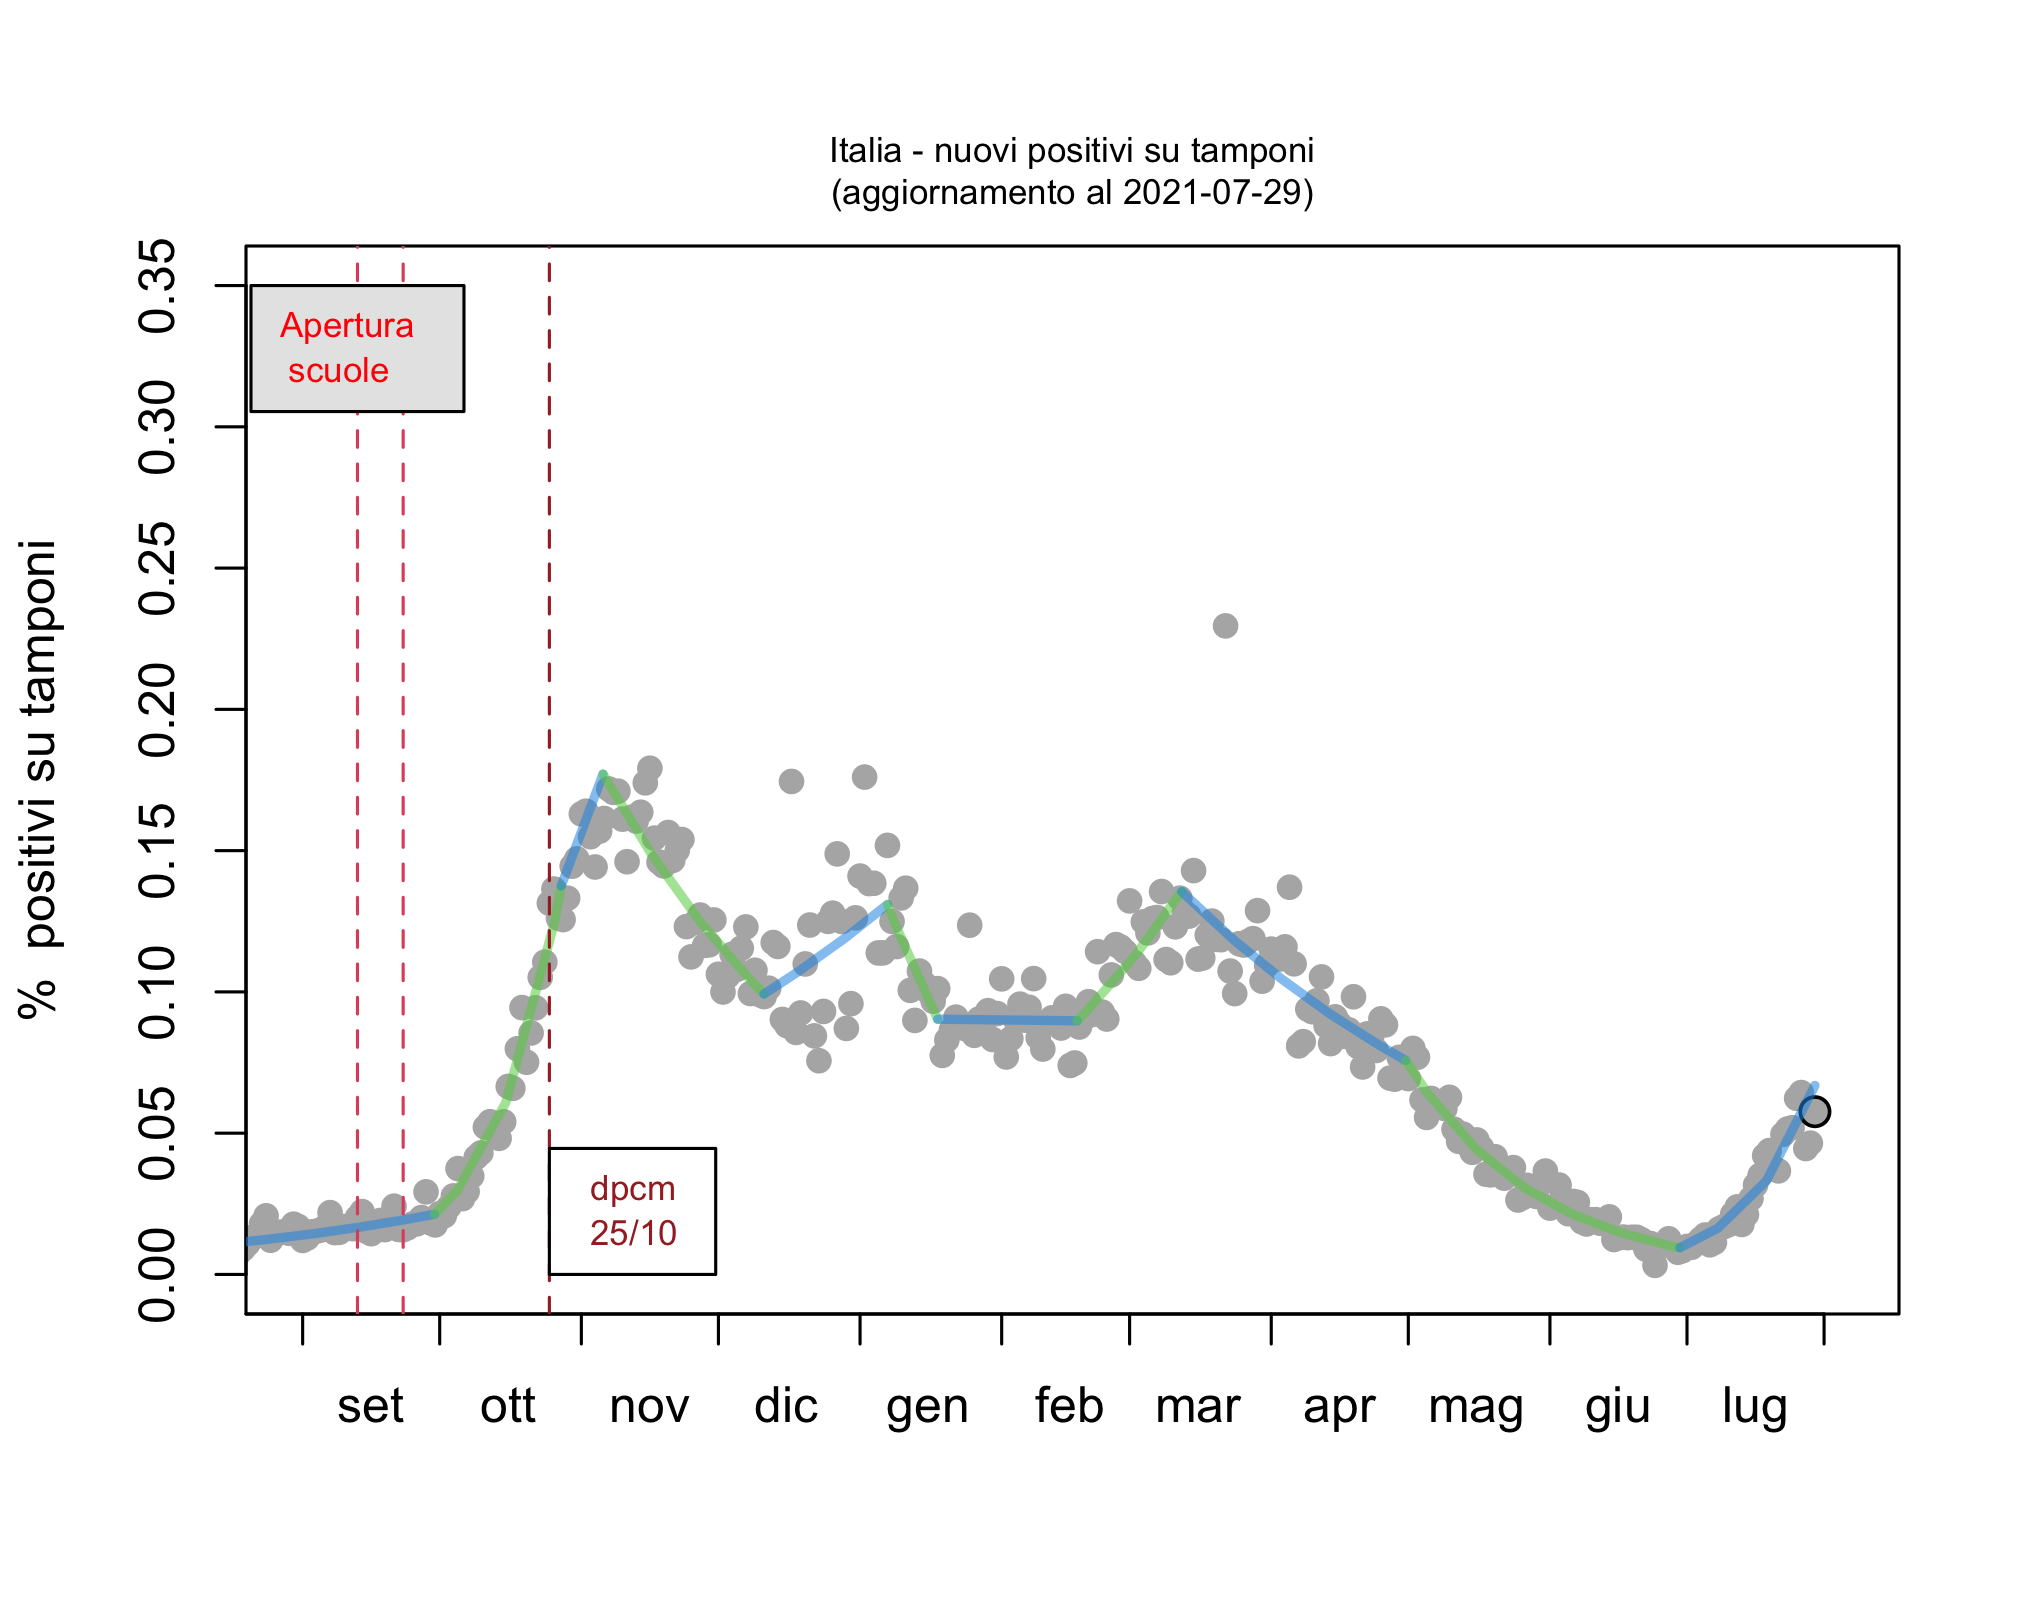 Italia - nuovi positivi su tamponi
(aggiornamento al 2021-07-29)
% positivi su tamponi
0.35
0.30
0.25
0.20
0.15
0.10
0.05
0.00
Apertura
scuole
dpcm
25/10
set ott nov dic gen feb mar apr mag giu lug